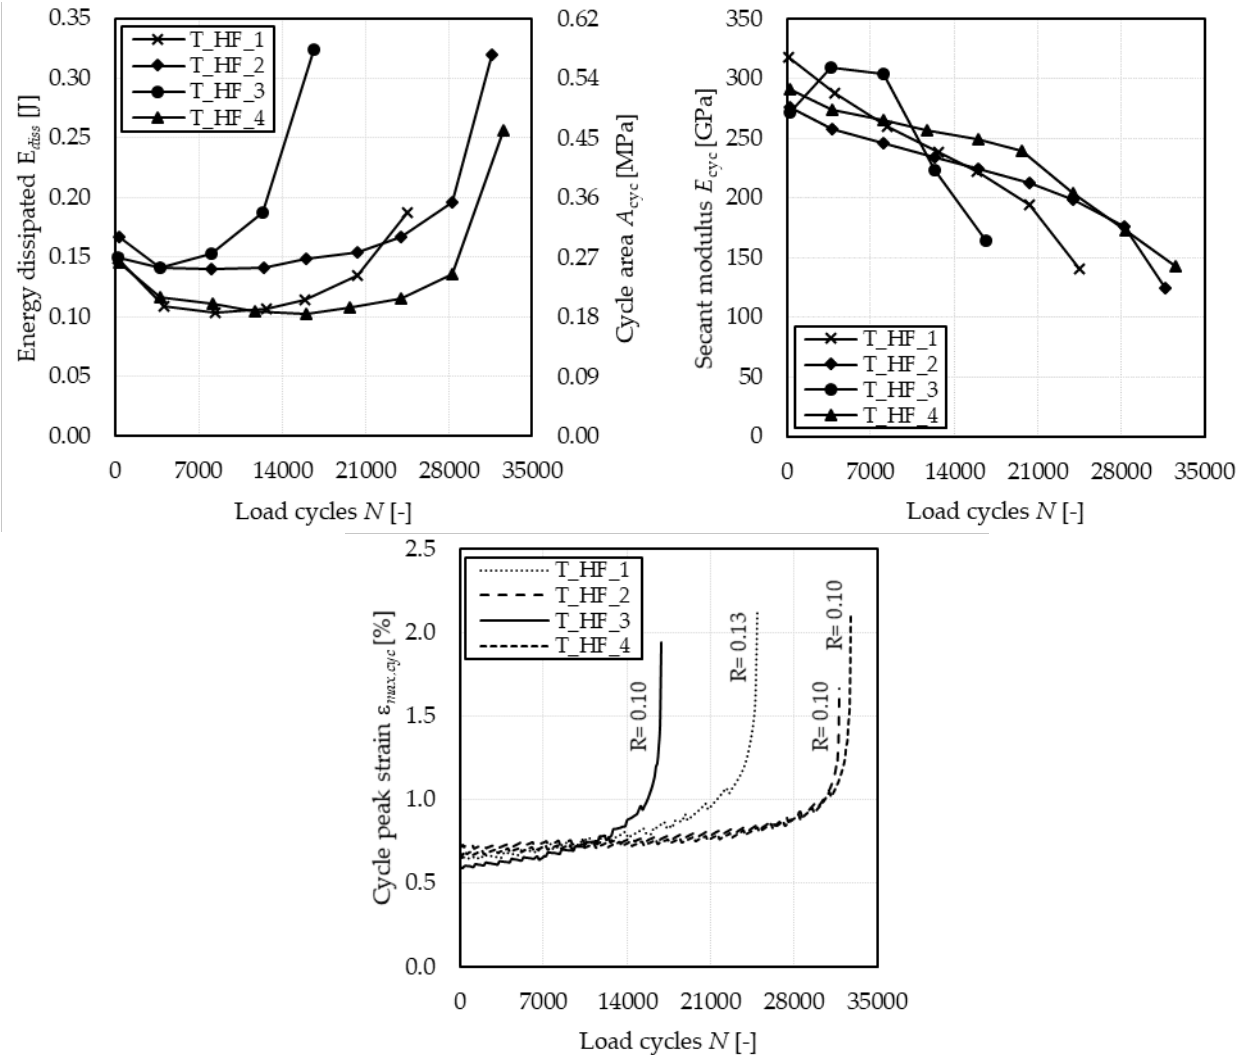 0.35
0.30
0.25
0.20
0.15
0.10
0.05
0.00
Energy dissipated E_diss [J]
T_HF_1
T_HF_2
T_HF_3
T_HF_4
0.62
0.54
0.45
0.36
0.27
0.18
0.09
0.00
Cycle area A_cyc [MPa]
0 7000 14000 21000 28000 35000
Load cycles N [-]
350
300
250
200
150
100
50
0
Secant modulus E_cyc [GPa]
T_HF_1
T_HF_2
T_HF_3
T_HF_4
0 7000 14000 21000 28000 35000
Load cycles N [-]
2.5
2.0
1.5
1.0
0.5
0.0
Cycle peak strain ε_max.cyc [%]
T_HF_1
T_HF_2
T_HF_3
T_HF_4
R= 0.10
R= 0.13
R= 0.10
R= 0.10
0 7000 14000 21000 28000 35000
Load cycles N [-]